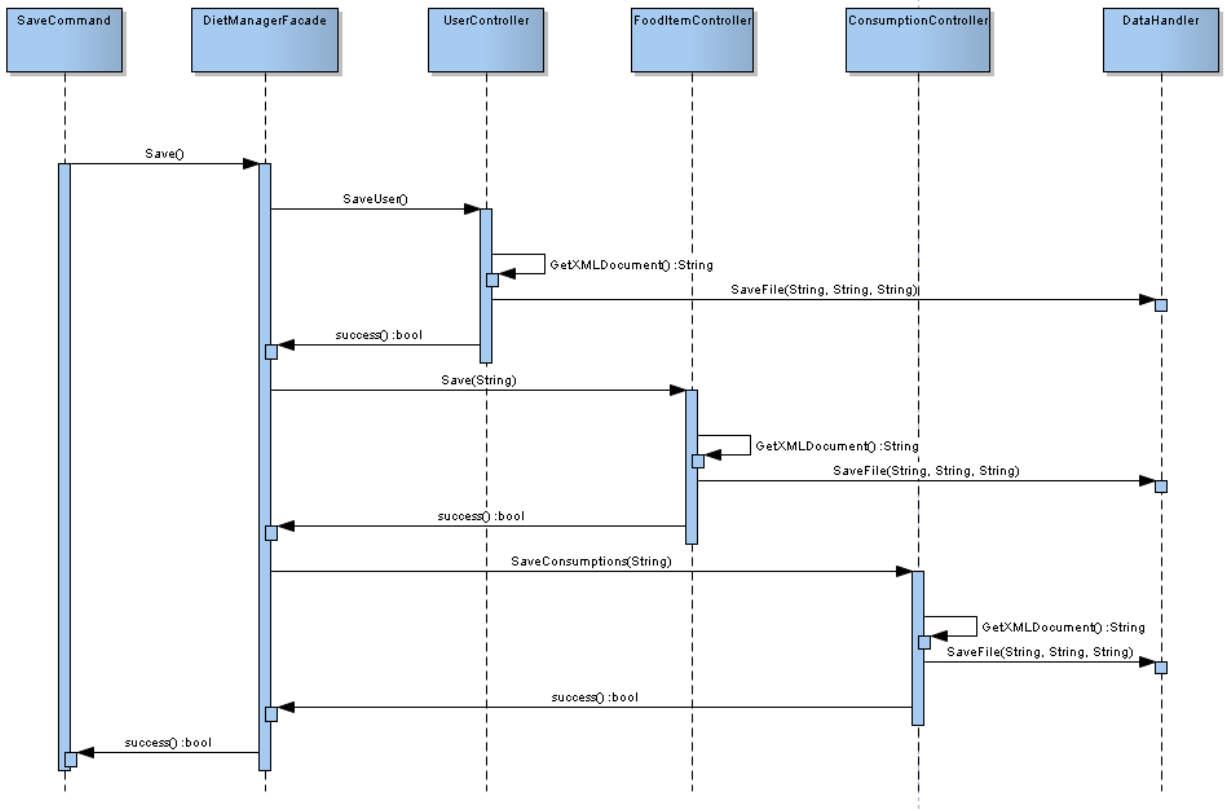 SaveCommand
DietManagerFacade
UserController
FoodItemController
ConsumptionController
DataHandler
Save()
SaveUser()
GetXMLDocument() :String
SaveFile(String, String, String)
success() :bool
Save(String)
GetXMLDocument() :String
SaveFile(String, String, String)
success() :bool
SaveConsumptions(String)
GetXMLDocument() :String
SaveFile(String, String, String)
success() :bool
success() :bool